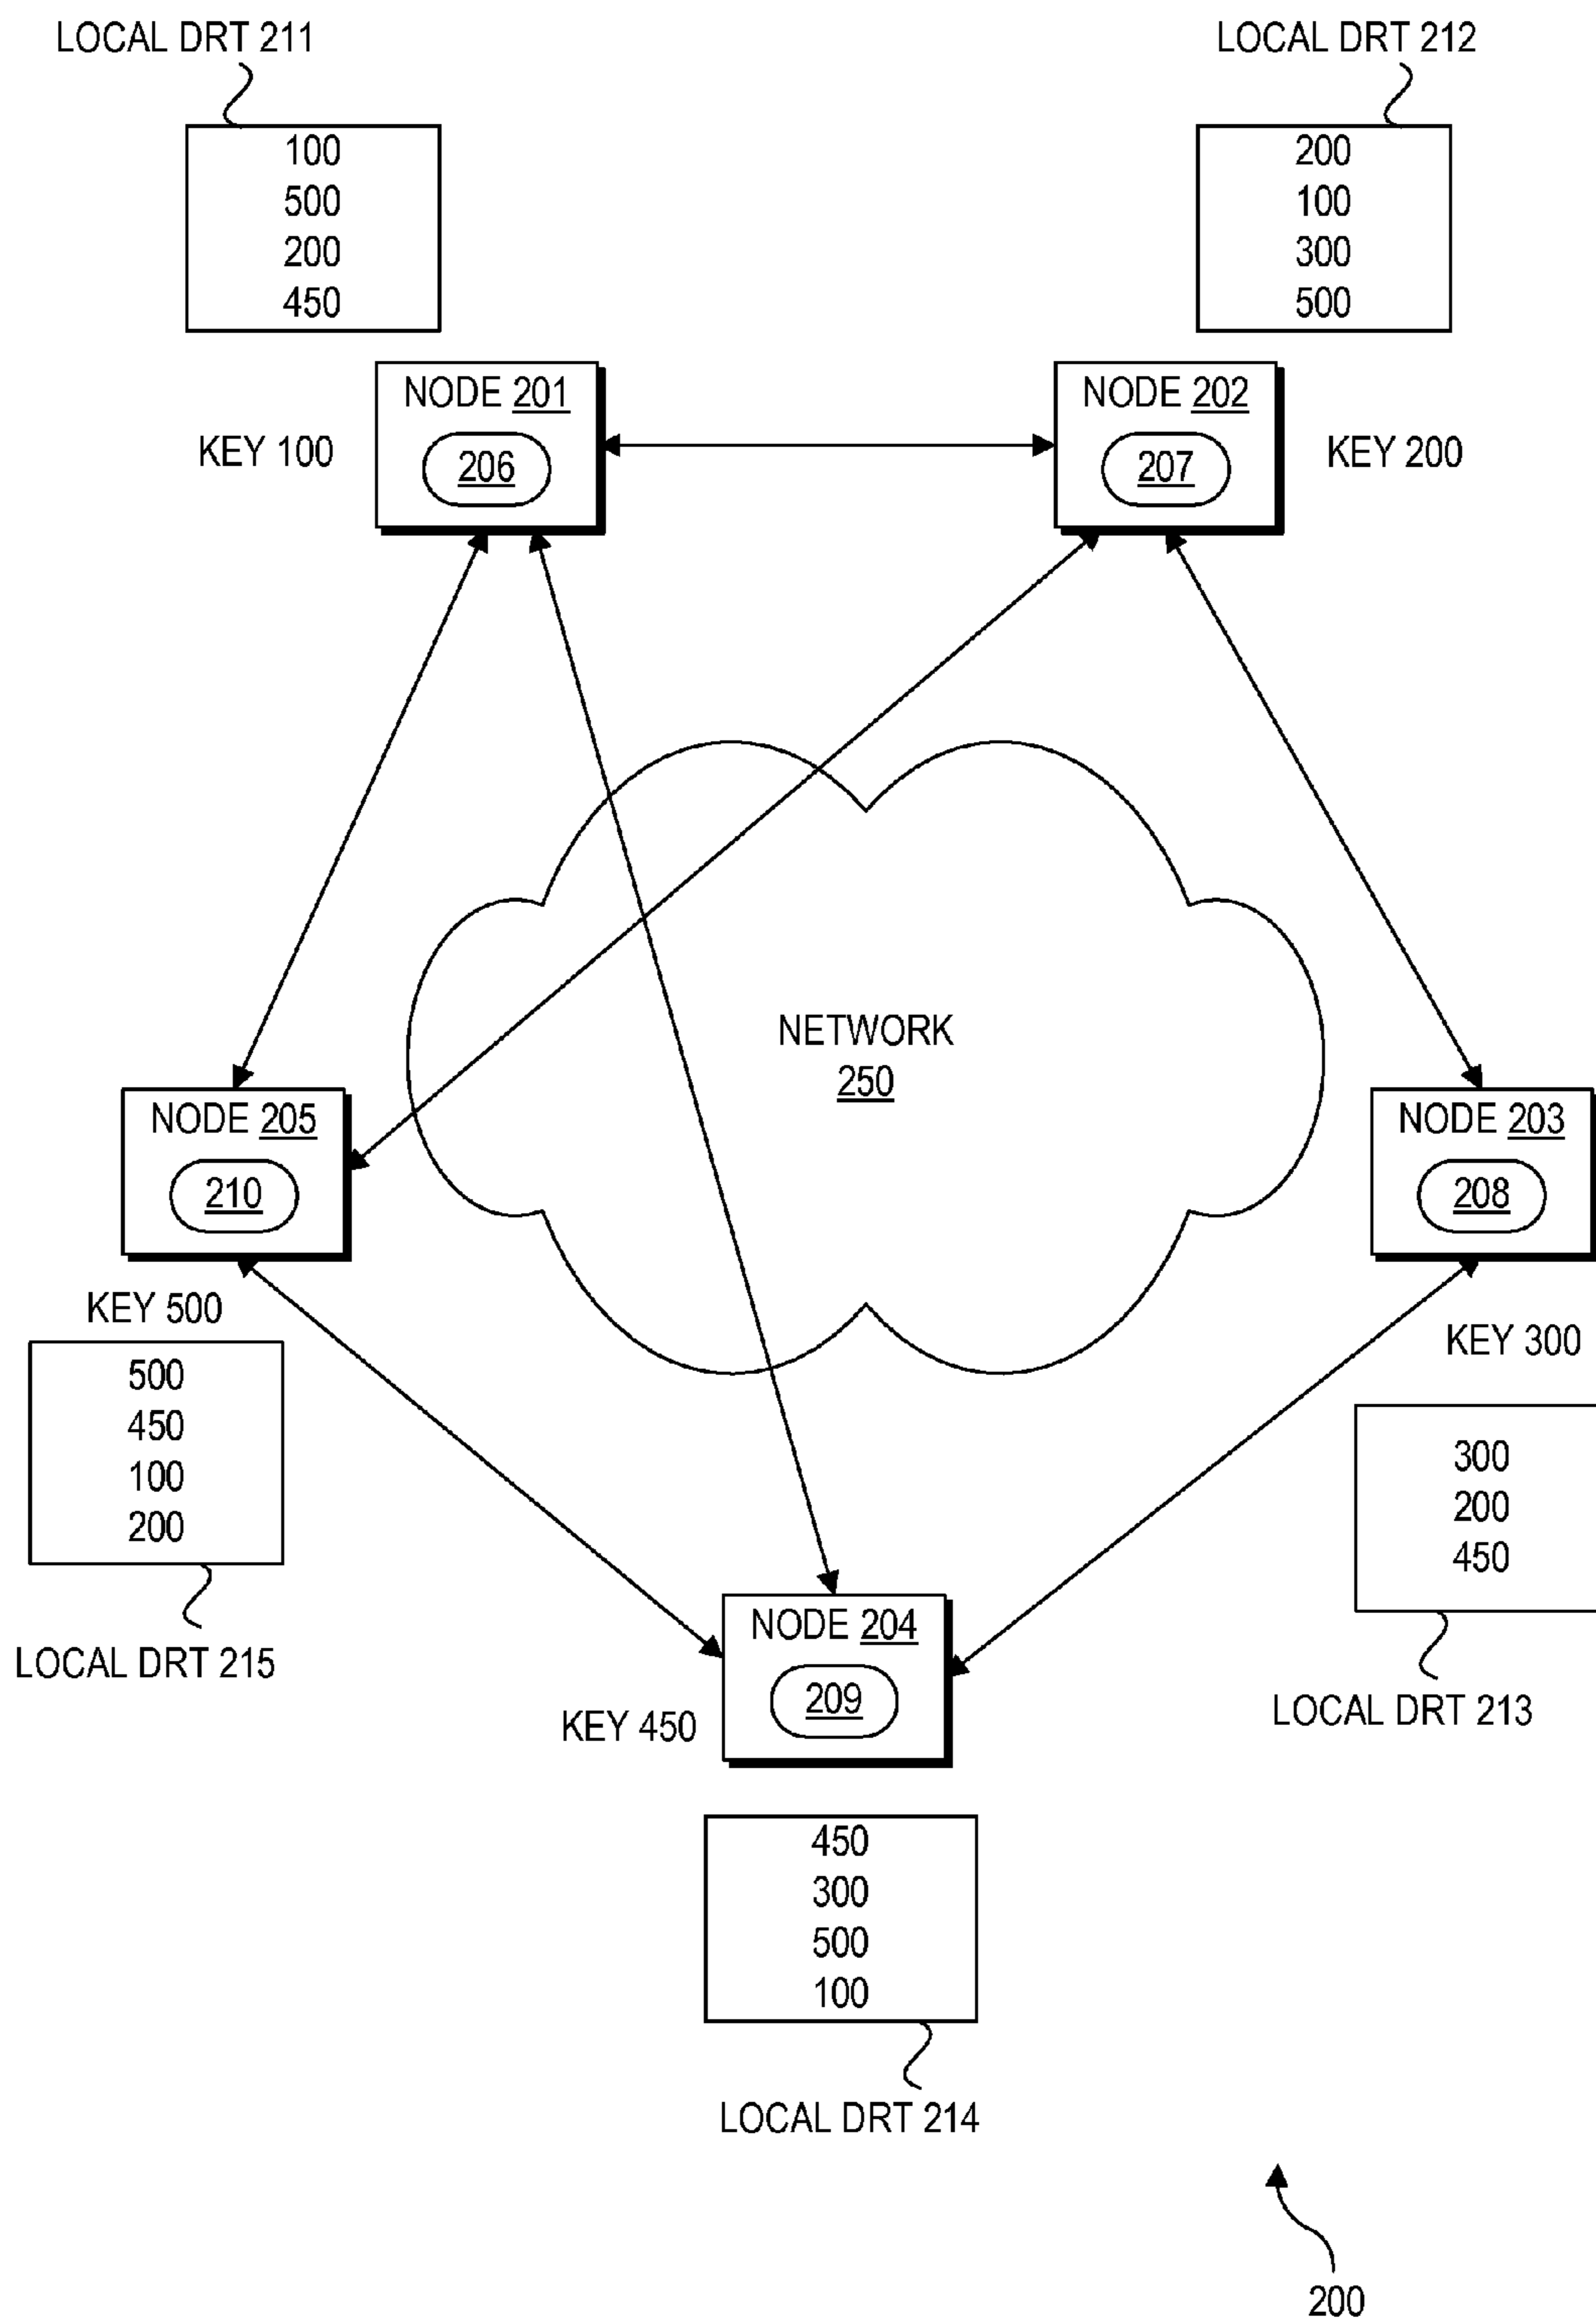 LOCAL DRT 211
LOCAL DRT 212
100
500
200
450
200
100
300
500
NODE 201
206
KEY 100
NODE 202
207
KEY 200
NETWORK
250
NODE 205
210
KEY 500
500
450
100
200
LOCAL DRT 215
NODE 203
208
KEY 300
300
200
450
LOCAL DRT 213
NODE 204
209
KEY 450
450
300
500
100
LOCAL DRT 214
200